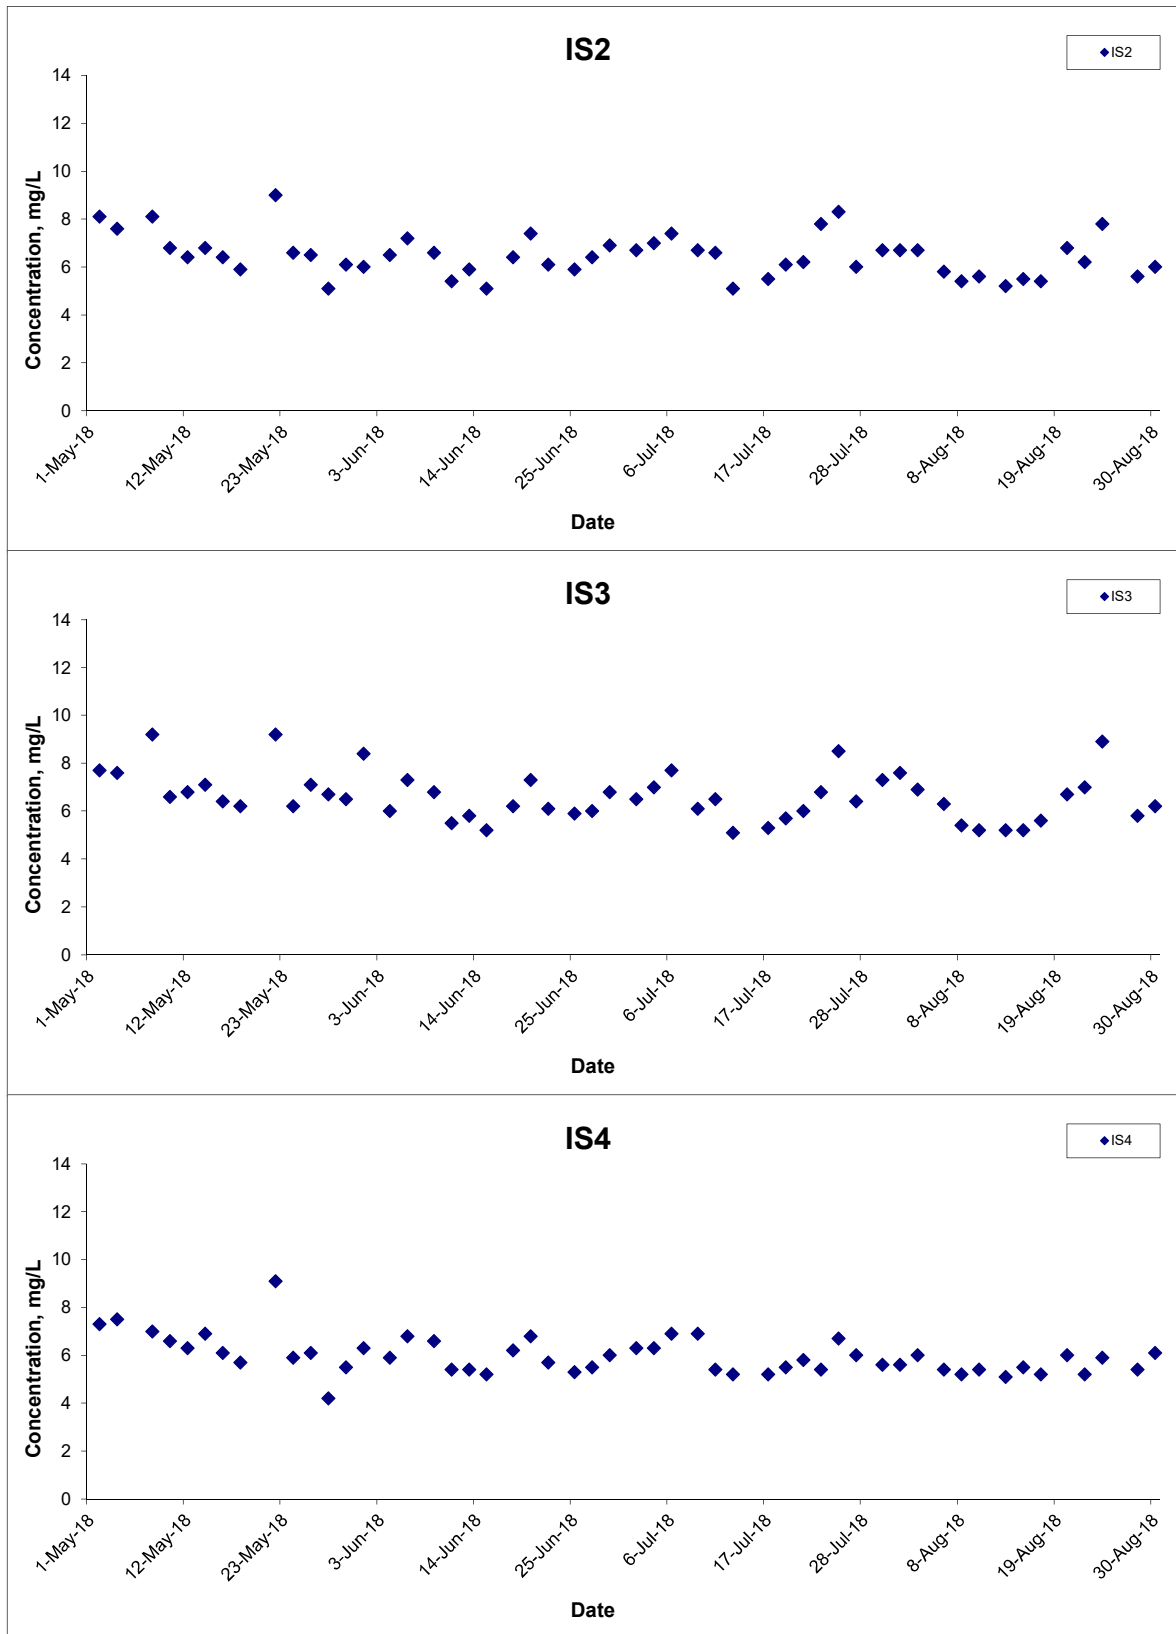 IS2
IS2
14
12
10
8
6
4
2
0
Concentration, mg/L
1-May-18
12-May-18
23-May-18
3-Jun-18
14-Jun-18
25-Jun-18
6-Jul-18
17-Jul-18
28-Jul-18
8-Aug-18
19-Aug-18
30-Aug-18
Date
IS3
IS3
14
12
10
8
6
4
2
0
Concentration, mg/L
1-May-18
12-May-18
23-May-18
3-Jun-18
14-Jun-18
25-Jun-18
6-Jul-18
17-Jul-18
28-Jul-18
8-Aug-18
19-Aug-18
30-Aug-18
Date
IS4
IS4
14
12
10
8
6
4
2
0
Concentration, mg/L
1-May-18
12-May-18
23-May-18
3-Jun-18
14-Jun-18
25-Jun-18
6-Jul-18
17-Jul-18
28-Jul-18
8-Aug-18
19-Aug-18
30-Aug-18
Date